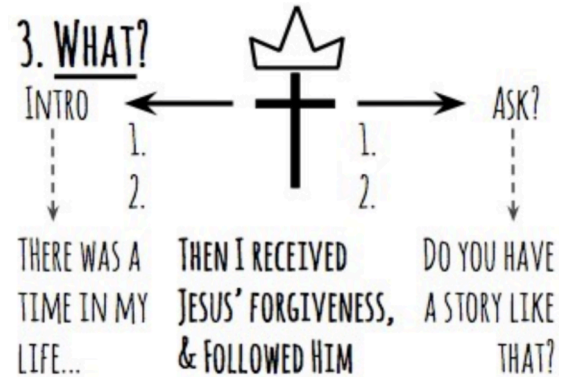 3. WHAT?
INTRO
ASK?
1.
2.
1.
2.
THERE WAS A
TIME IN MY
LIFE...
THEN I RECEIVED
JESUS' FORGIVENESS,
& FOLLOWED HIM
DO YOU HAVE
A STORY LIKE
THAT?